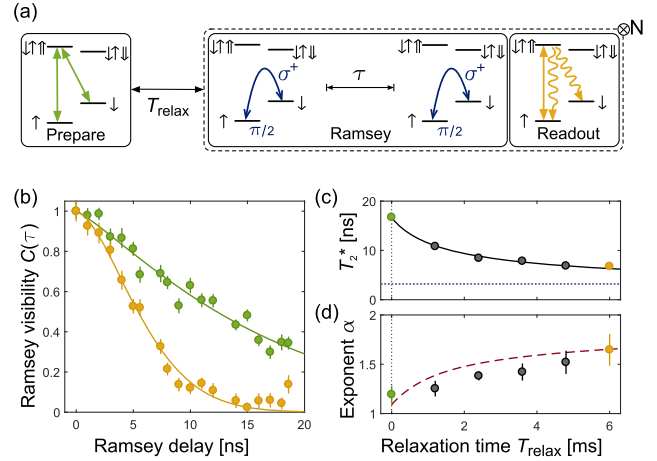 (a)
⊗N
↓↑⇑ ↓↑⇓
↑ ↓
Prepare
T_relax
↓↑⇑ ↓↑⇓
σ⁺
↑ π/2 ↓
τ
Ramsey
↓↑⇑ ↓↑⇓
σ⁺
↑ π/2 ↓
↓↑⇑ ↓↑⇓
↑ ↓
Readout
(b)
Ramsey visibility C(τ)
1
0.8
0.6
0.4
0.2
0
0 5 10 15 20
Ramsey delay [ns]
(c)
T₂* [ns]
20
10
0
(d)
Exponent α
2
1.5
1
0 2 4 6
Relaxation time T_relax [ms]